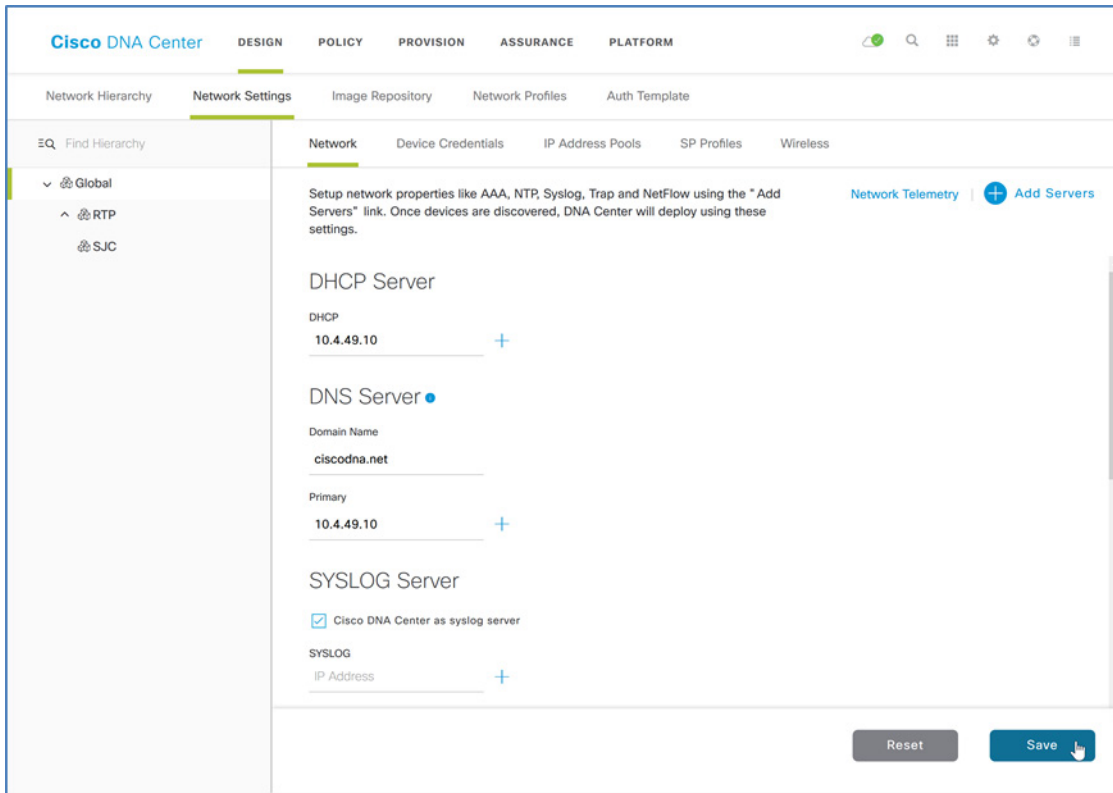 Cisco DNA Center DESIGN POLICY PROVISION ASSURANCE PLATFORM
Network Hierarchy Network Settings Image Repository Network Profiles Auth Template
Find Hierarchy
Global
RTP
SJC
Network Device Credentials IP Address Pools SP Profiles Wireless
Setup network properties like AAA, NTP, Syslog, Trap and NetFlow using the "Add
Servers" link. Once devices are discovered, DNA Center will deploy using these
settings.
Network Telemetry | Add Servers
DHCP Server
DHCP
10.4.49.10
DNS Server
Domain Name
ciscodna.net
Primary
10.4.49.10
SYSLOG Server
Cisco DNA Center as syslog server
SYSLOG
IP Address
Reset Save